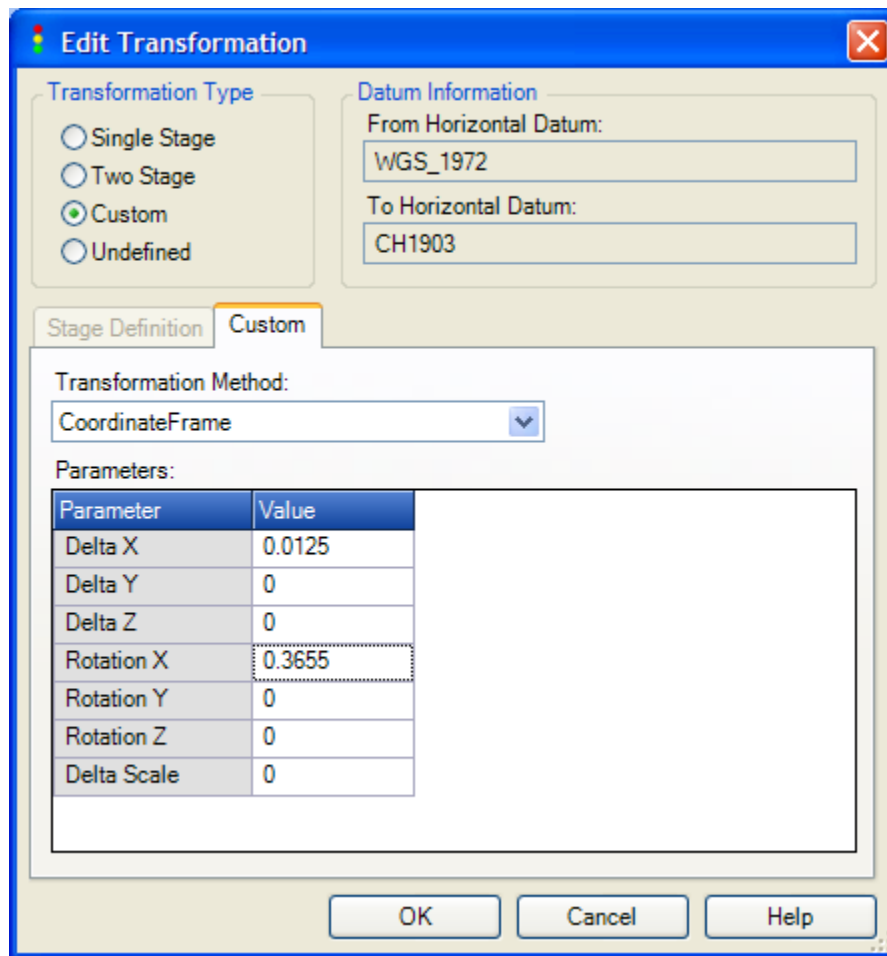 Edit Transformation
Transformation Type
Single Stage
Two Stage
Custom
Undefined
Datum Information
From Horizontal Datum:
WGS_1972
To Horizontal Datum:
CH1903
Stage Definition Custom
Transformation Method:
CoordinateFrame
Parameters:
Parameter Value
Delta X 0.0125
Delta Y 0
Delta Z 0
Rotation X 0.3655
Rotation Y 0
Rotation Z 0
Delta Scale 0
OK Cancel Help